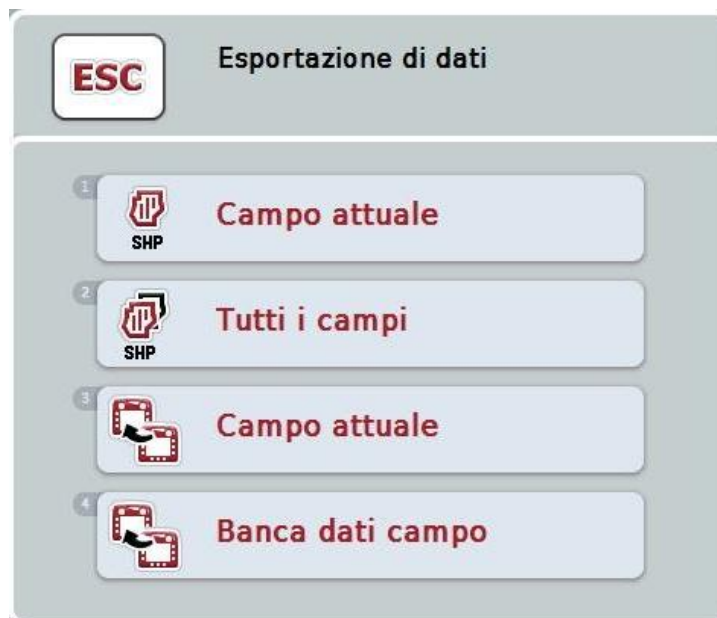 ESC
Esportazione di dati
1
SHP
Campo attuale
2
SHP
Tutti i campi
3
Campo attuale
4
Banca dati campo